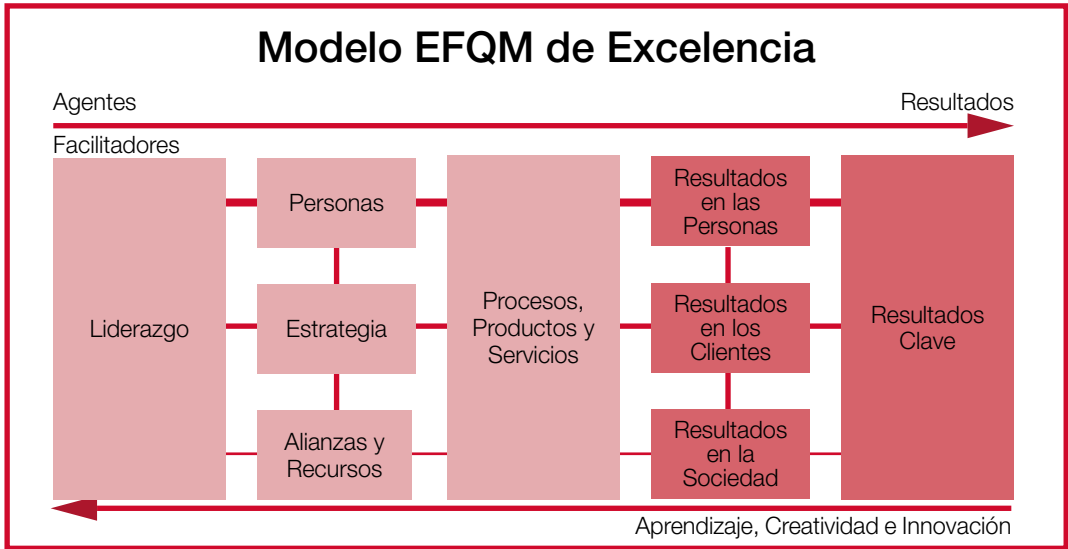 Modelo EFQM de Excelencia
Agentes
Resultados
Facilitadores
Liderazgo
Personas
Estrategia
Alianzas y
Recursos
Procesos,
Productos y
Servicios
Resultados
en las
Personas
Resultados
en los
Clientes
Resultados
en la
Sociedad
Resultados
Clave
Aprendizaje, Creatividad e Innovación